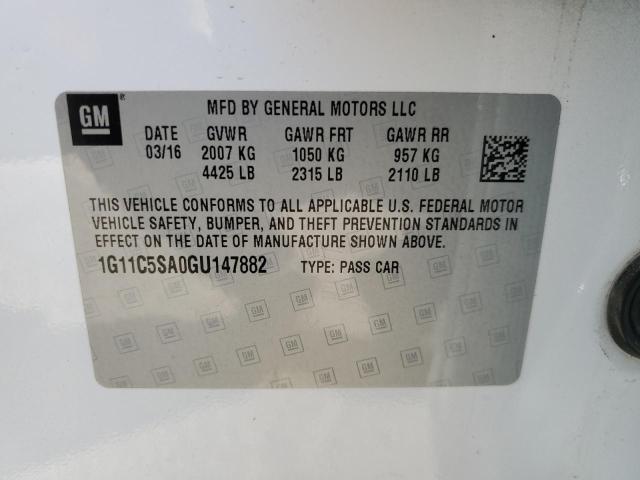 GM
MFD BY GENERAL MOTORS LLC
DATE GVWR GAWR FRT GAWR RR
03/16 2007 KG 1050 KG 957 KG
4425 LB 2315 LB 2110 LB
THIS VEHICLE CONFORMS TO ALL APPLICABLE U.S. FEDERAL MOTOR
VEHICLE SAFETY, BUMPER, AND THEFT PREVENTION STANDARDS IN
EFFECT ON THE DATE OF MANUFACTURE SHOWN ABOVE.
1G11C5SA0GU147882 TYPE: PASS CAR